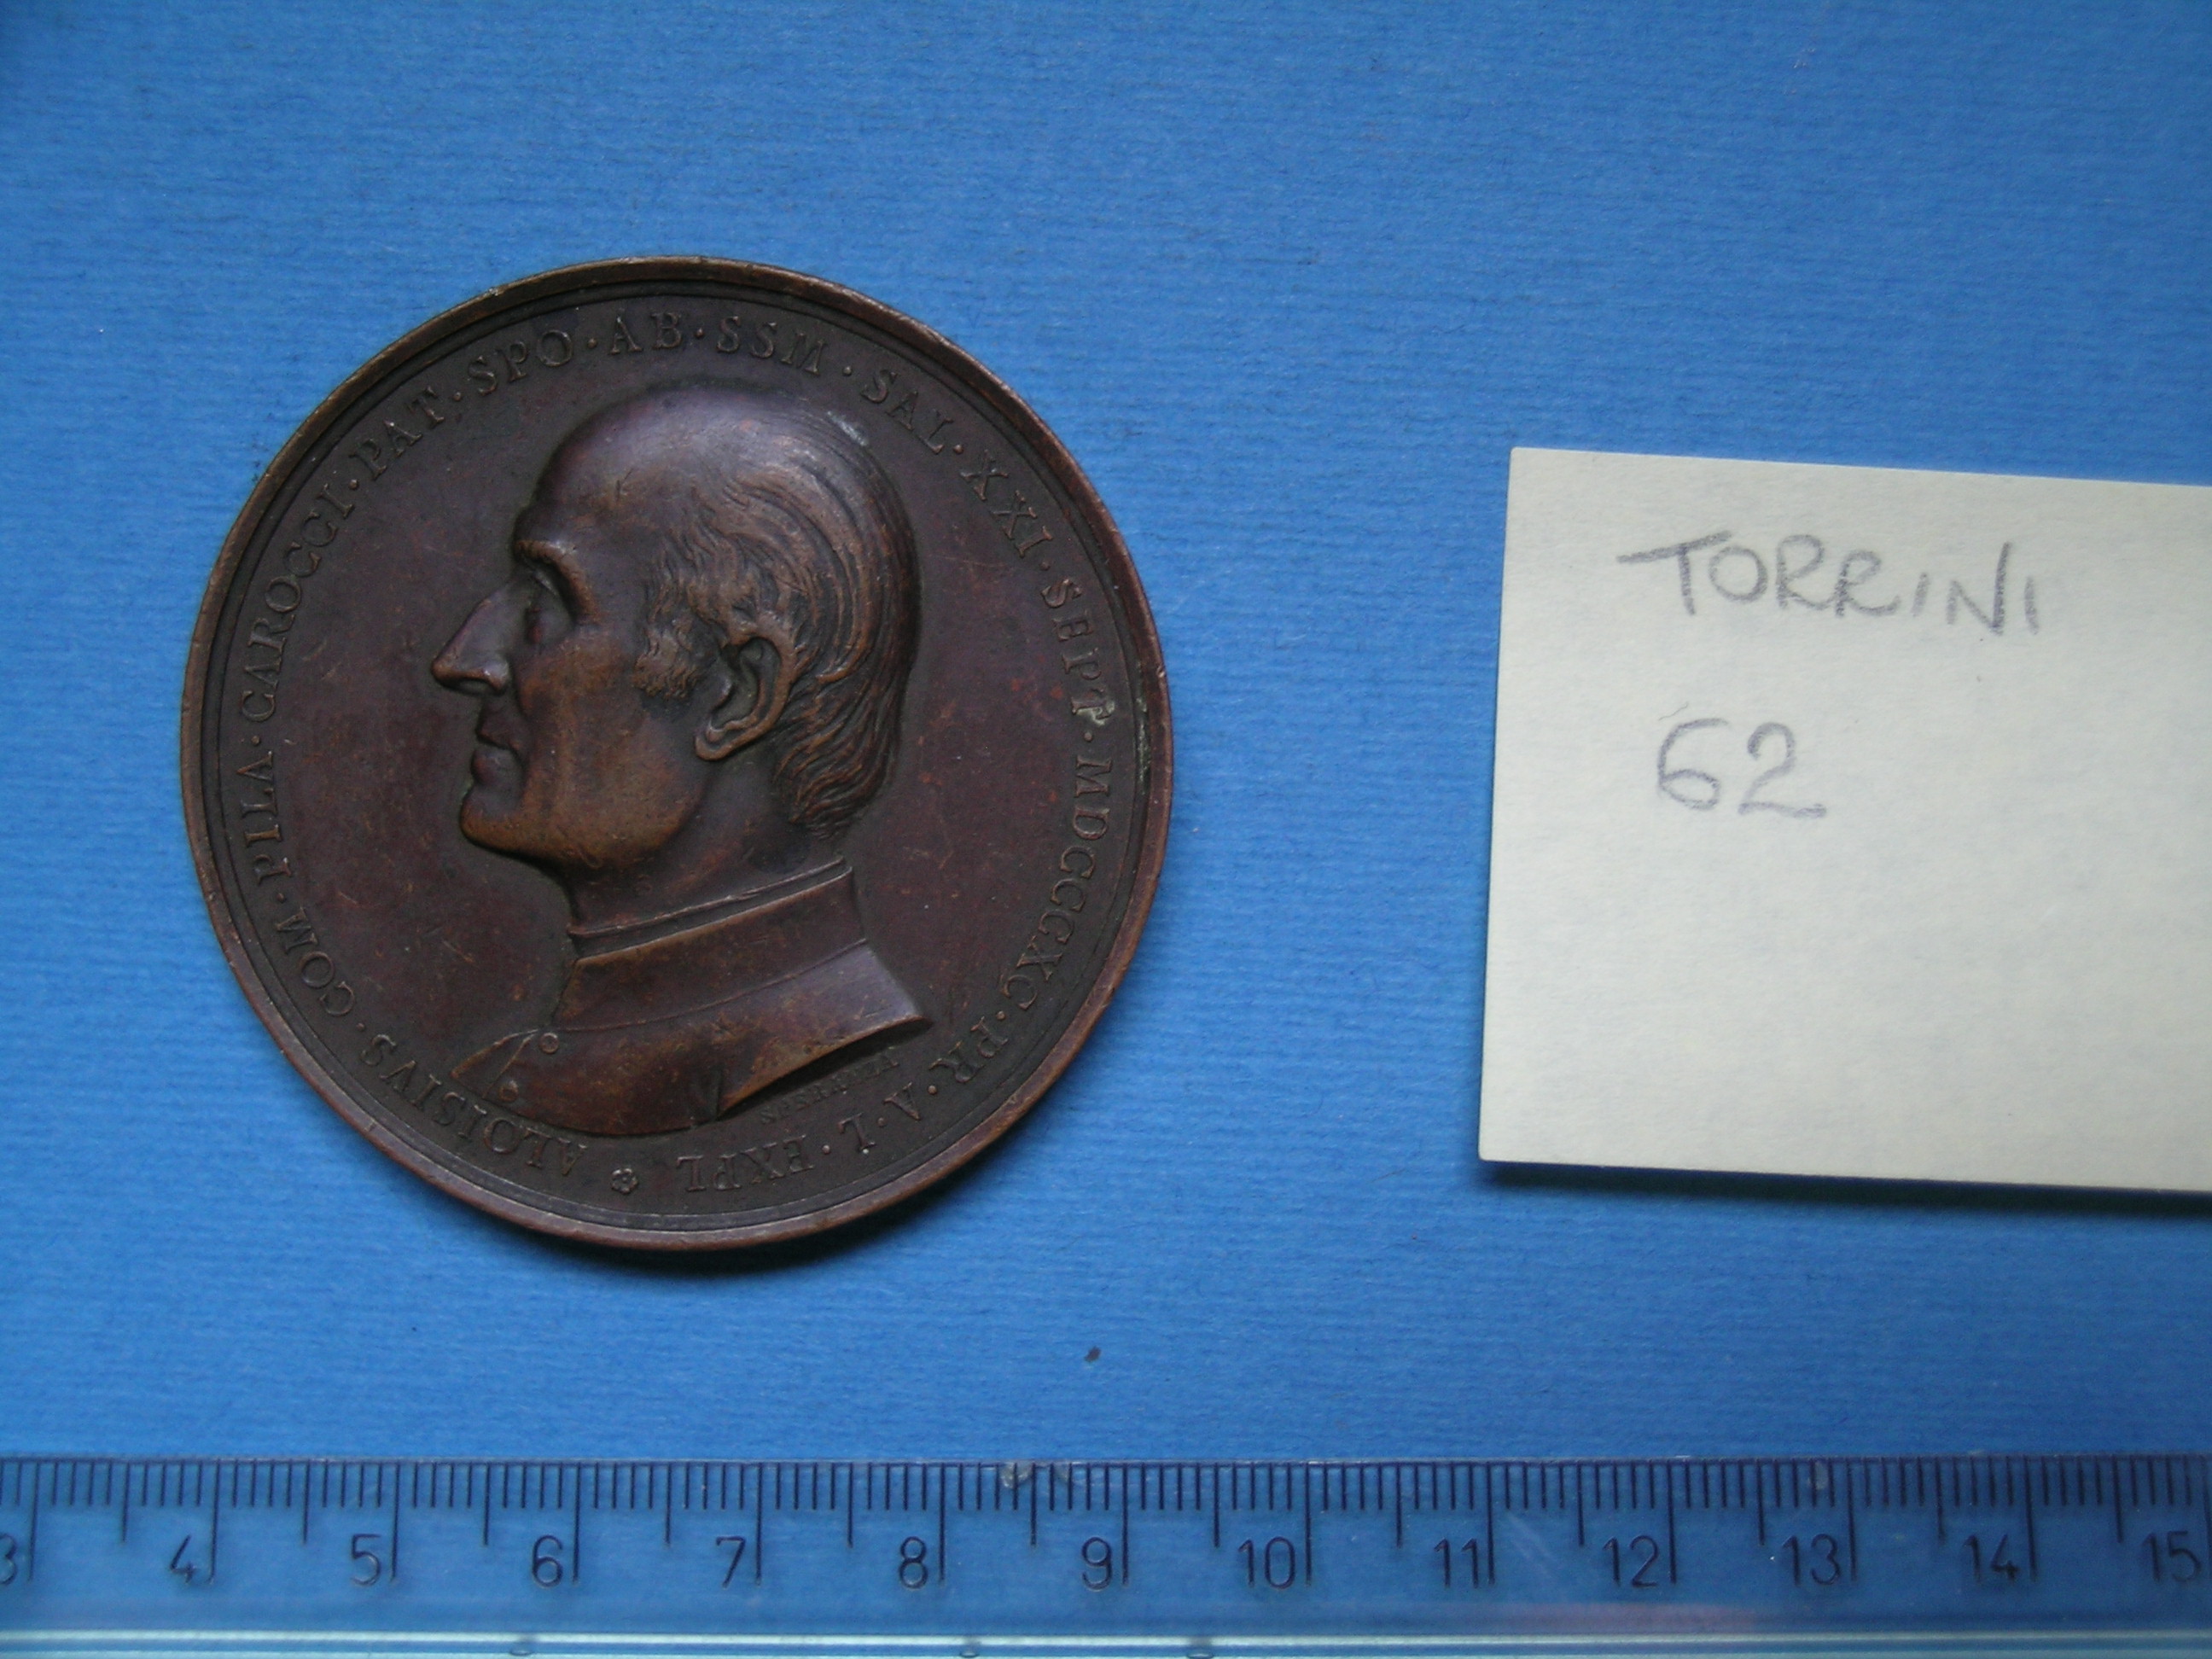 ALOISIVS · COM · PILA · CAROCCI · PAT · SPO · AB · SSM · SAL · XXI · SEPT · MDCCCXC · PR · A · L · EXPL
TORRINI
62
3 4 5 6 7 8 9 10 11 12 13 14 15